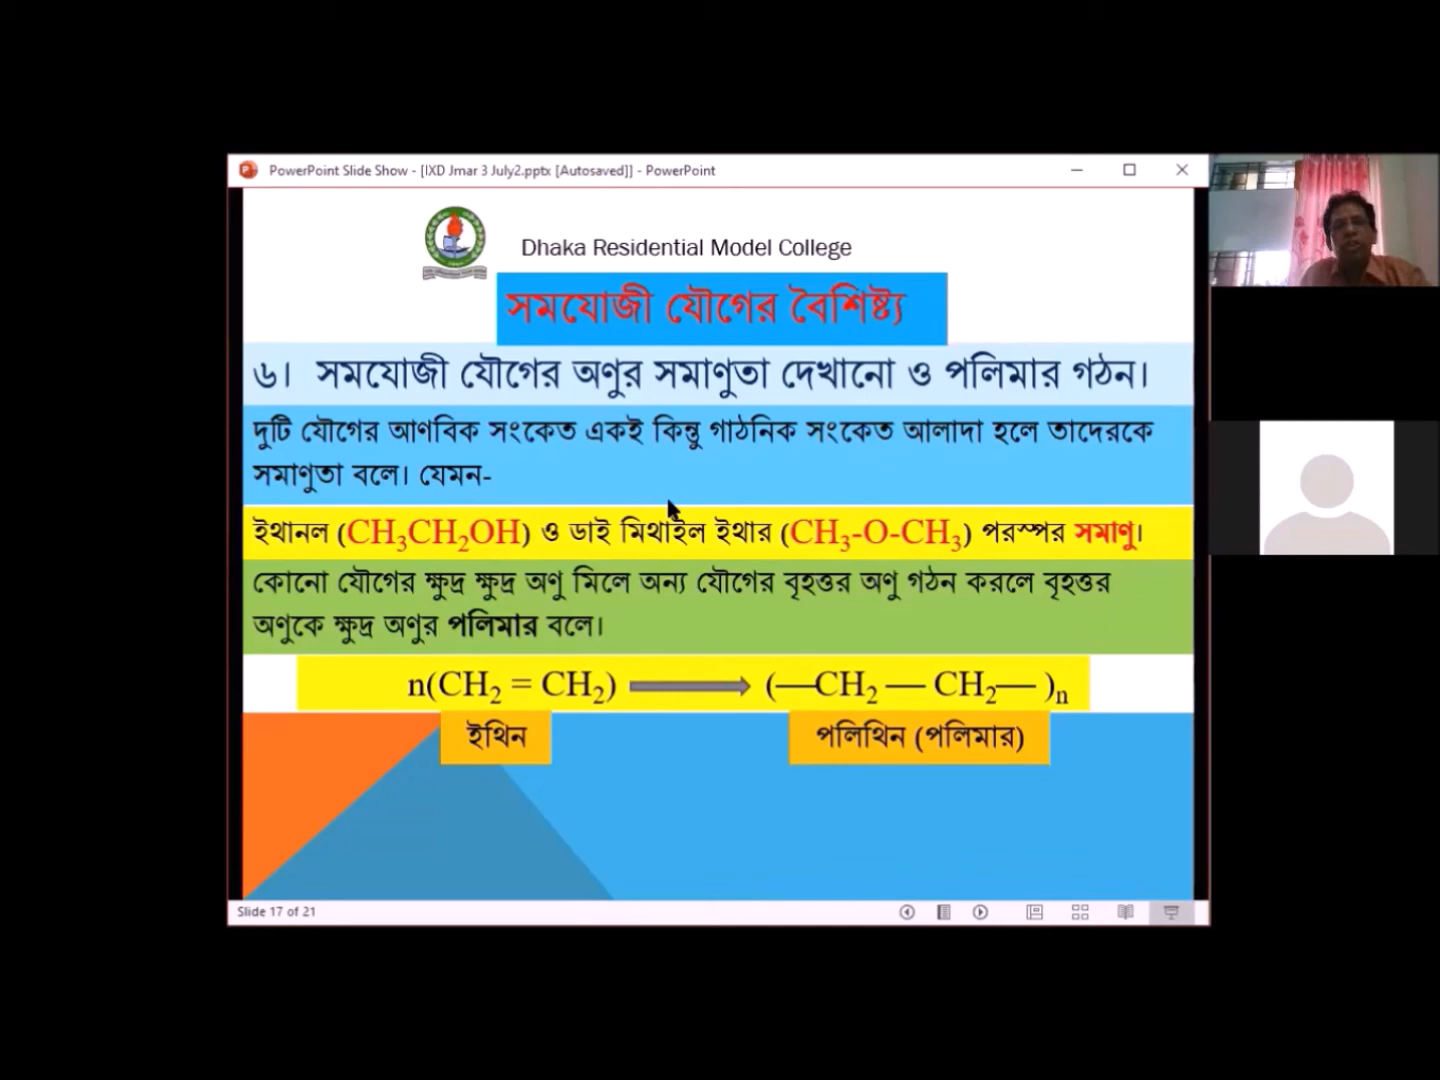 PowerPoint Slide Show - [IXD Jmar 3 July2.pptx [Autosaved]] - PowerPoint
Dhaka Residential Model College
সমযোজী যৌগের বৈশিষ্ট্য
৬। সমযোজী যৌগের অণুর সমাণুতা দেখানো ও পলিমার গঠন।
দুটি যৌগের আণবিক সংকেত একই কিন্তু গাঠনিক সংকেত আলাদা হলে তাদেরকে
সমাণুতা বলে। যেমন-
ইথানল (CH₃CH₂OH) ও ডাই মিথাইল ইথার (CH₃-O-CH₃) পরস্পর সমাণু।
কোনো যৌগের ক্ষুদ্র ক্ষুদ্র অণু মিলে অন্য যৌগের বৃহত্তর অণু গঠন করলে বৃহত্তর
অণুকে ক্ষুদ্র অণুর পলিমার বলে।
n(CH₂ = CH₂) ⟶ (—CH₂ — CH₂— )ₙ
ইথিন পলিথিন (পলিমার)
Slide 17 of 21